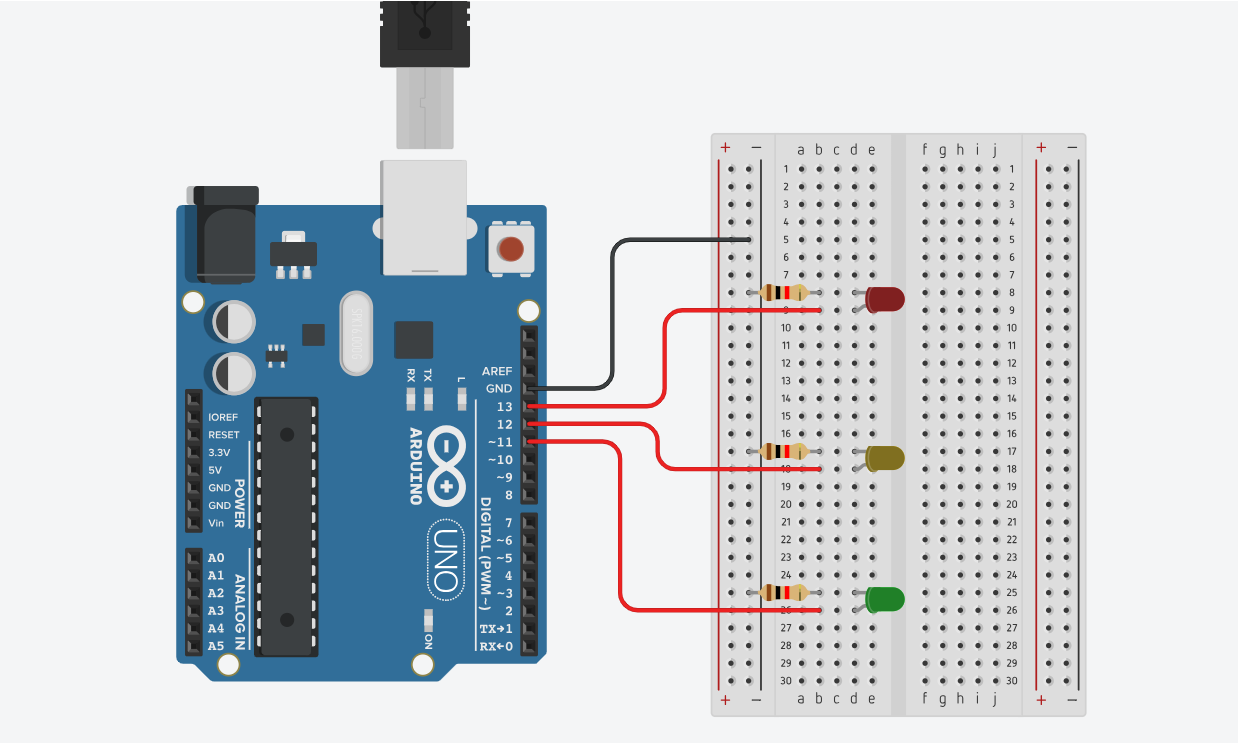 AREF
GND
13
12
~11
~10
~9
8
7
~6
~5
4
~3
2
TX→1
RX←0
DIGITAL (PWM~)
RX
TX
L
ARDUINO
UNO
ON
IOREF
RESET
3.3V
5V
GND
GND
Vin
POWER
A0
A1
A2
A3
A4
A5
ANALOG IN
+ − a b c d e f g h i j + −
1 1
2 2
3 3
4 4
5 5
6 6
7 7
8 8
9 9
10 10
11 11
12 12
13 13
14 14
15 15
16 16
17 17
18 18
19 19
20 20
21 21
22 22
23 23
24 24
25 25
26 26
27 27
28 28
29 29
30 30
+ − a b c d e f g h i j + −